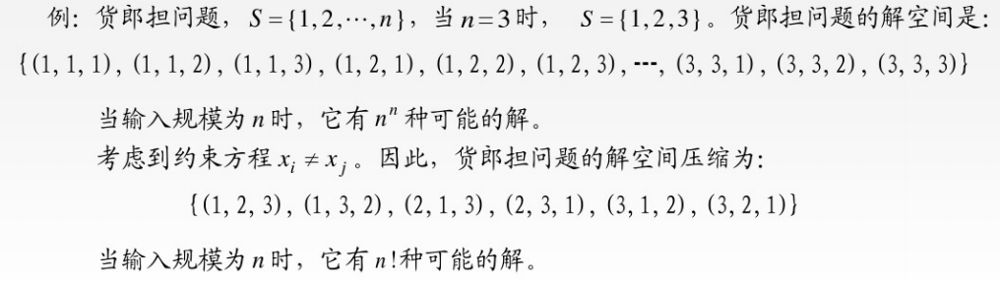 例：货郎担问题，S={1,2,⋯,n}，当 n=3 时， S={1,2,3}。货郎担问题的解空间是：
{(1,1,1),(1,1,2),(1,1,3),(1,2,1),(1,2,2),(1,2,3),┅,(3,3,1),(3,3,2),(3,3,3)}
当输入规模为 n 时，它有 nⁿ 种可能的解。
考虑到约束方程 xᵢ ≠ xⱼ。因此，货郎担问题的解空间压缩为：
{(1,2,3),(1,3,2),(2,1,3),(2,3,1),(3,1,2),(3,2,1)}
当输入规模为 n 时，它有 n!种可能的解。